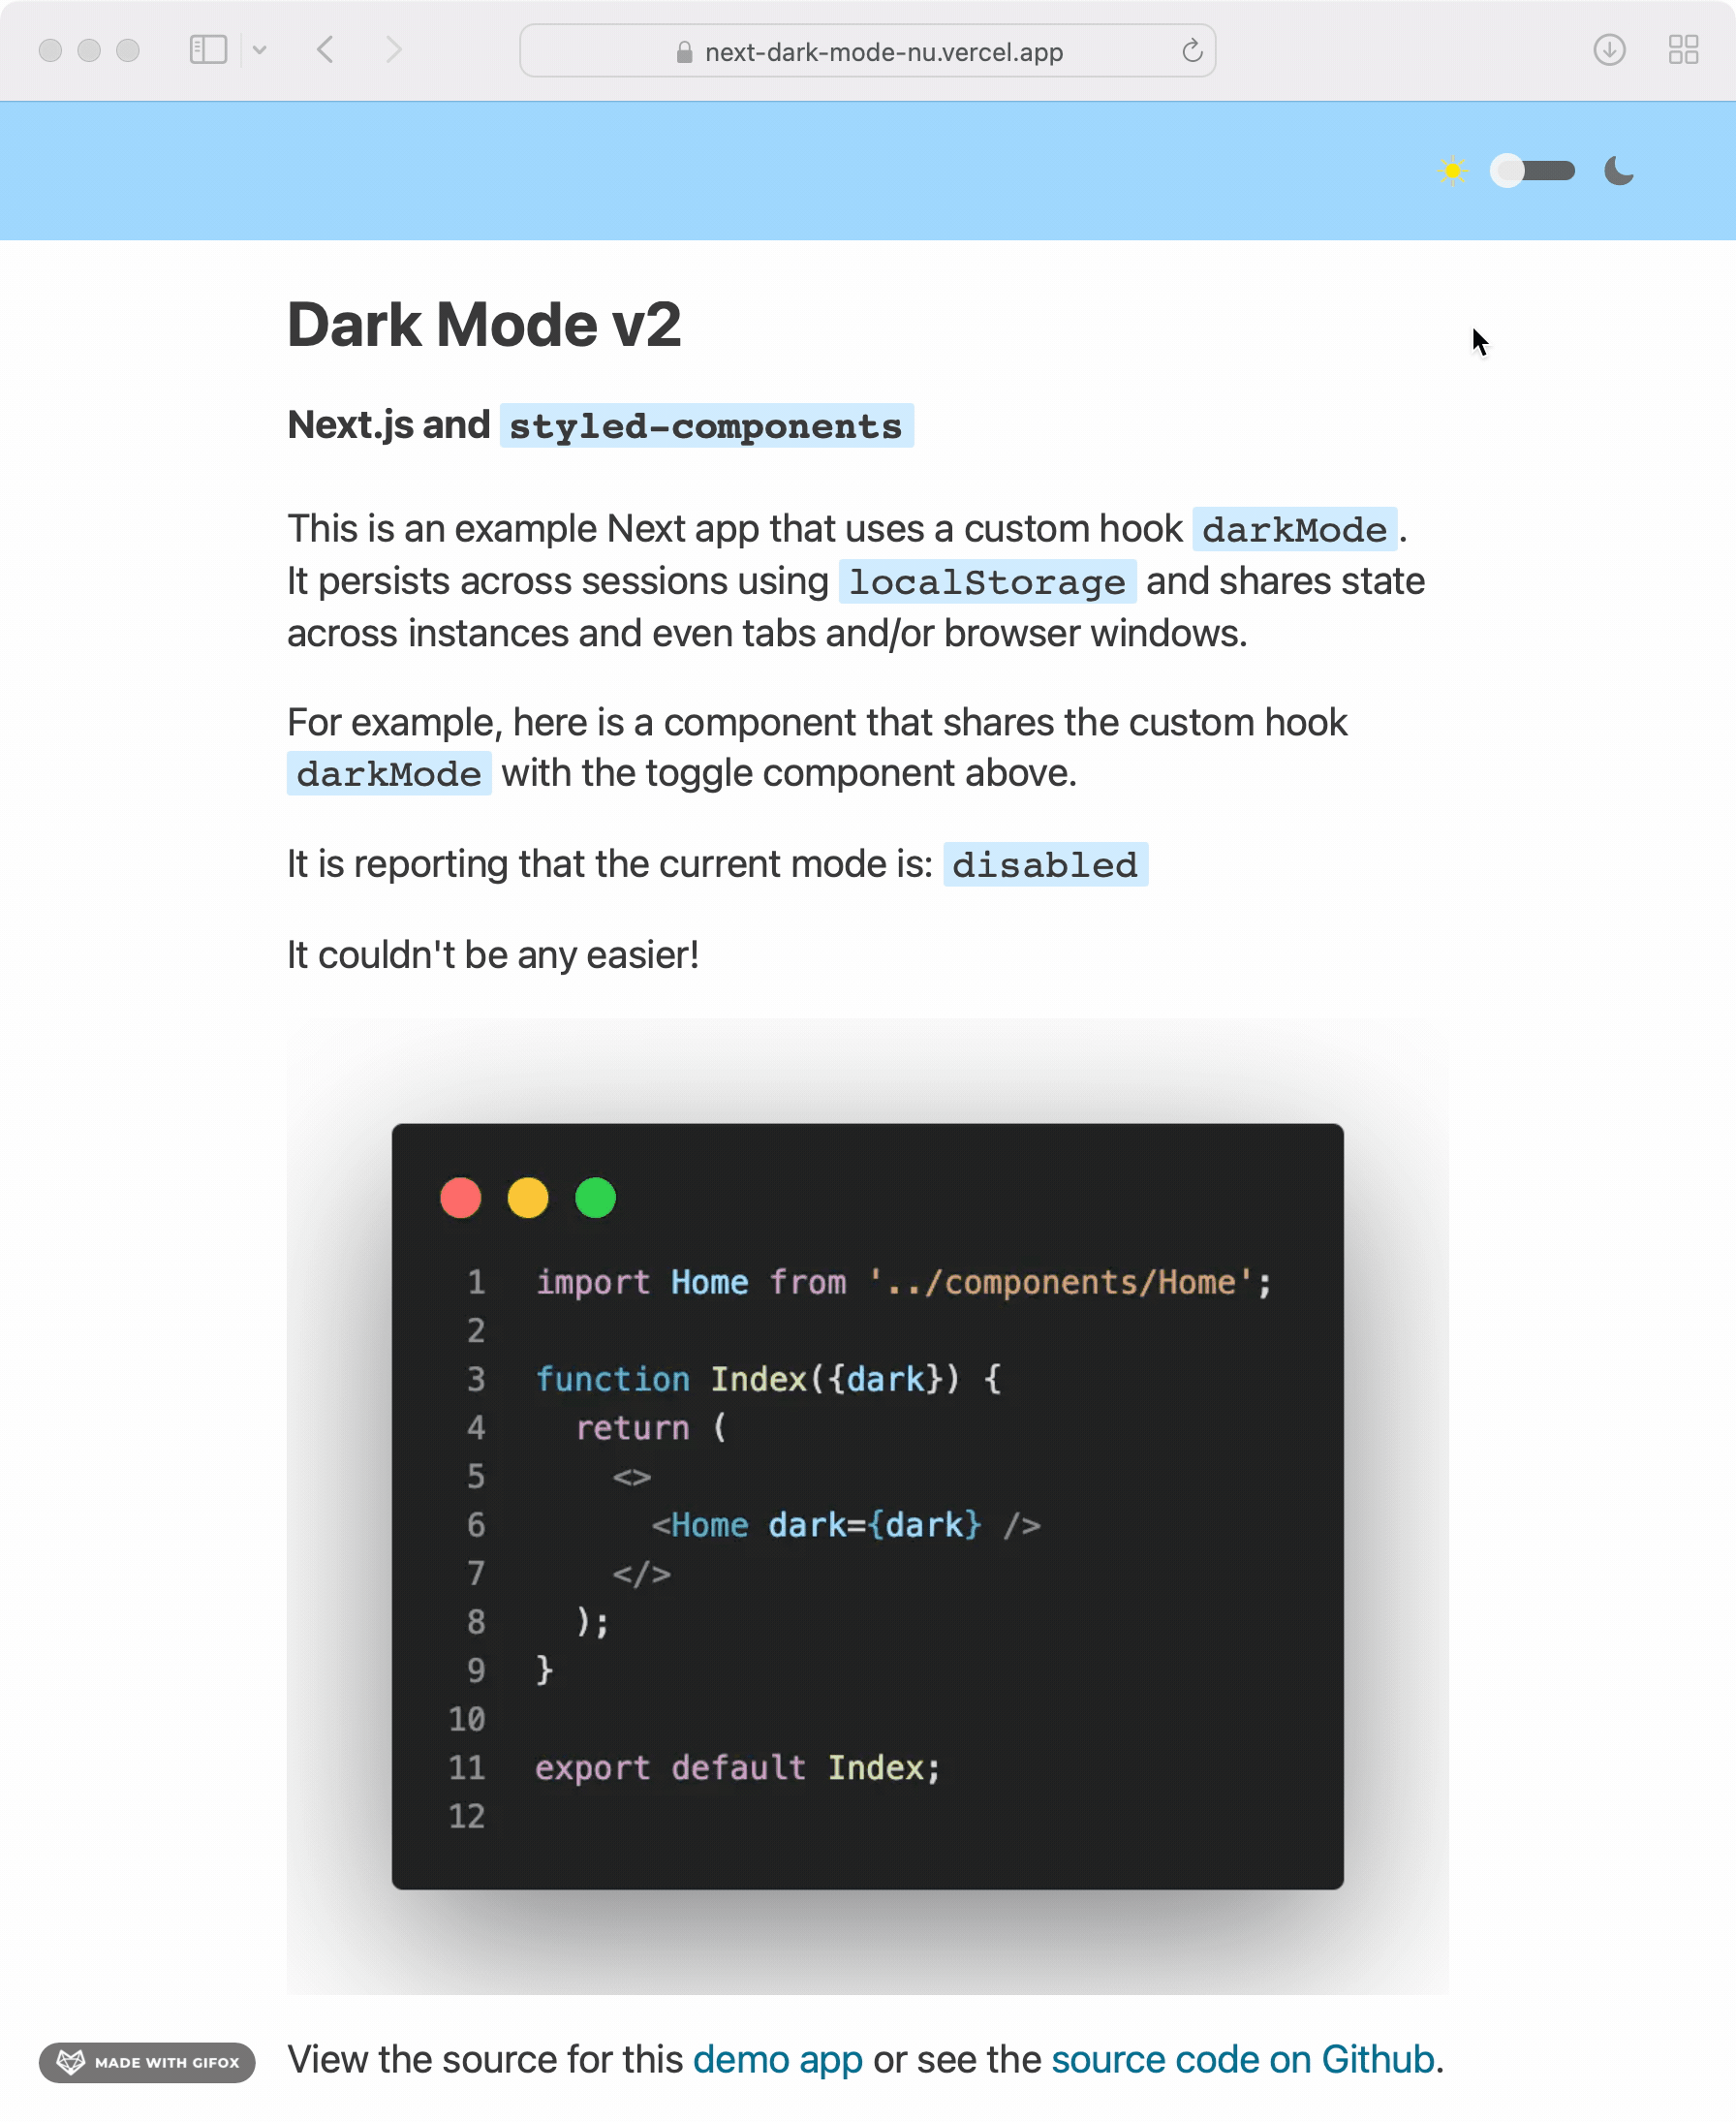 next-dark-mode-nu.vercel.app
Dark Mode v2
Next.js and styled-components
This is an example Next app that uses a custom hook darkMode.
It persists across sessions using localStorage and shares state
across instances and even tabs and/or browser windows.
For example, here is a component that shares the custom hook
darkMode with the toggle component above.
It is reporting that the current mode is: disabled
It couldn't be any easier!
1 import Home from '../components/Home';
2
3 function Index({dark}) {
4 return (
5 <>
6 <Home dark={dark} />
7 </>
8 );
9 }
10
11 export default Index;
12
MADE WITH GIFOX
View the source for this demo app or see the source code on Github.